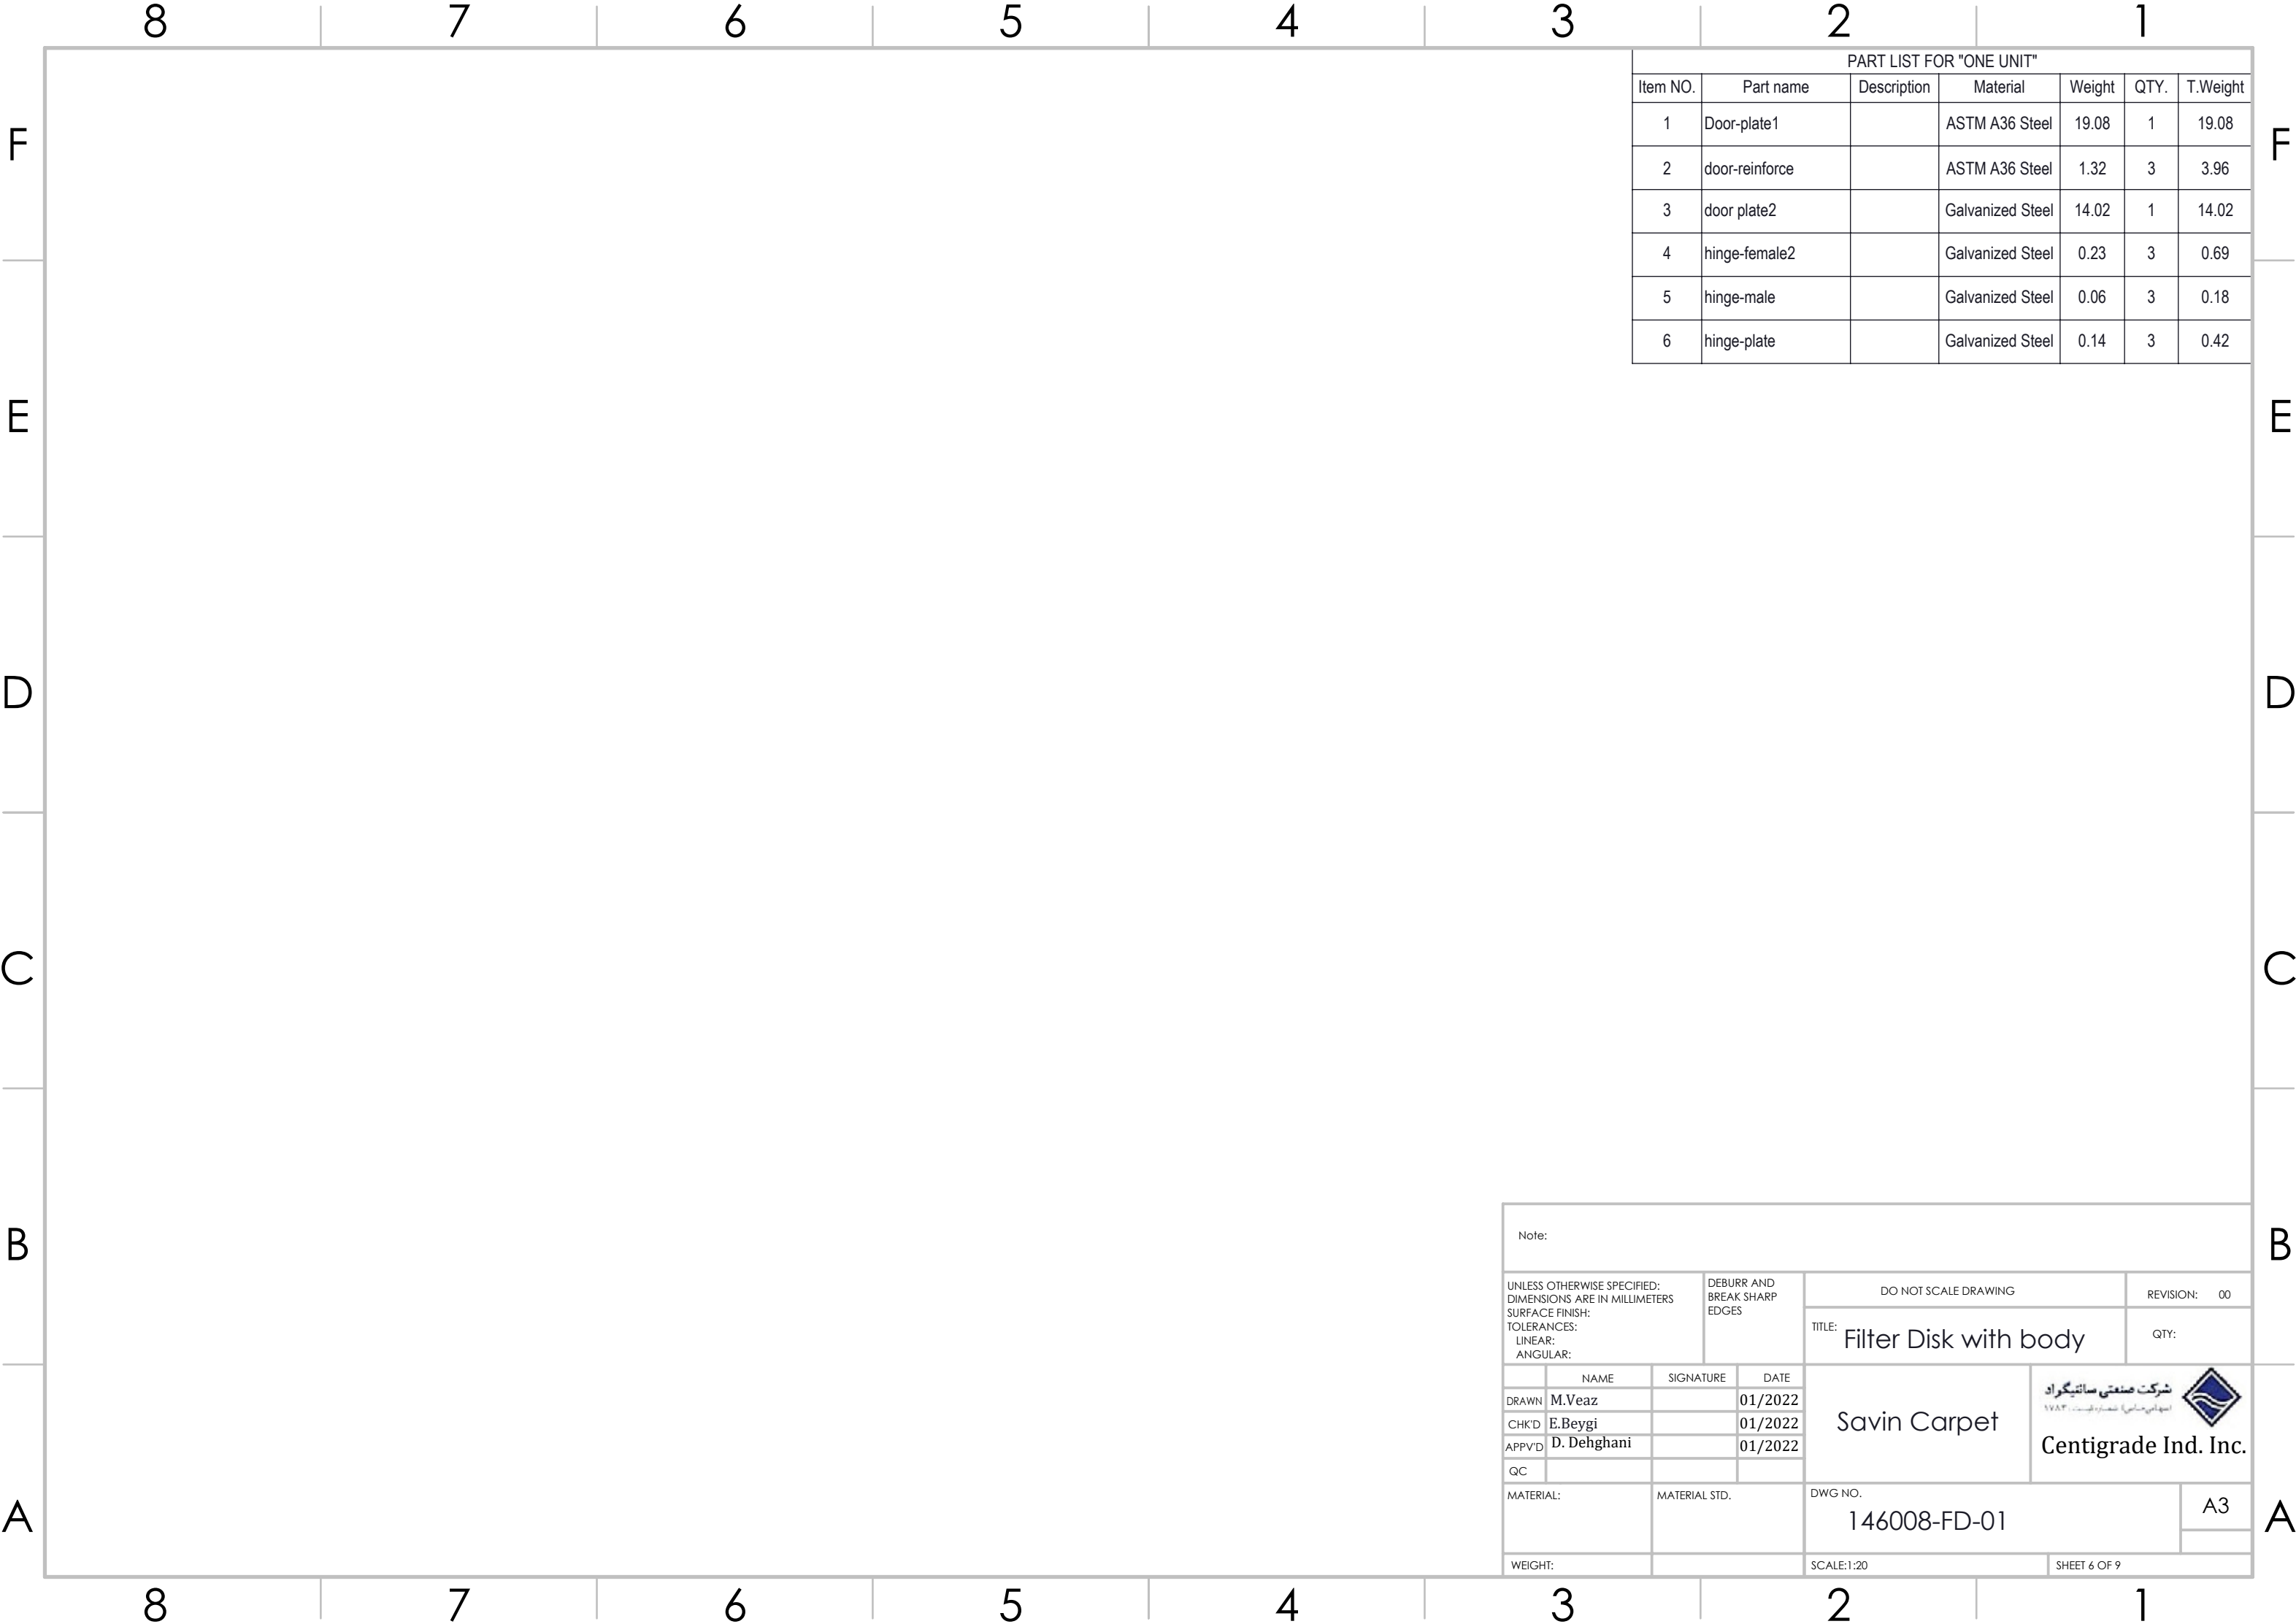 8 7 6 5 4 3 2 1
PART LIST FOR "ONE UNIT"
Item NO. Part name Description Material Weight QTY. T.Weight
1 Door-plate1 ASTM A36 Steel 19.08 1 19.08
2 door-reinforce ASTM A36 Steel 1.32 3 3.96
3 door plate2 Galvanized Steel 14.02 1 14.02
4 hinge-female2 Galvanized Steel 0.23 3 0.69
5 hinge-male Galvanized Steel 0.06 3 0.18
6 hinge-plate Galvanized Steel 0.14 3 0.42
F F
E E
D D
C C
B B
A A
Note:
UNLESS OTHERWISE SPECIFIED:
DIMENSIONS ARE IN MILLIMETERS
SURFACE FINISH:
TOLERANCES:
LINEAR:
ANGULAR:
DEBURR AND
BREAK SHARP
EDGES
DO NOT SCALE DRAWING
REVISION: 00
TITLE: Filter Disk with body
QTY:
NAME SIGNATURE DATE
DRAWN M.Veaz 01/2022
CHK'D E.Beygi 01/2022
APPV'D D. Dehghani 01/2022
QC
Savin Carpet
شرکت صنعتی سانتیگراد
Centigrade Ind. Inc.
MATERIAL:
MATERIAL STD.
DWG NO.
146008-FD-01
A3
WEIGHT:
SCALE:1:20
SHEET 6 OF 9
8 7 6 5 4 3 2 1